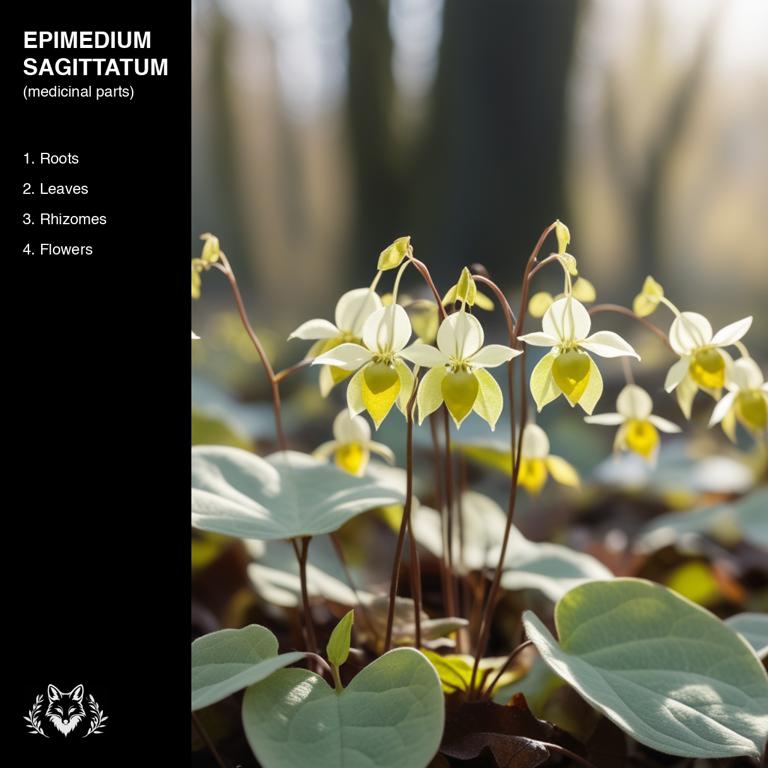 EPIMEDIUM
SAGITTATUM
(medicinal parts)
1. Roots
2. Leaves
3. Rhizomes
4. Flowers